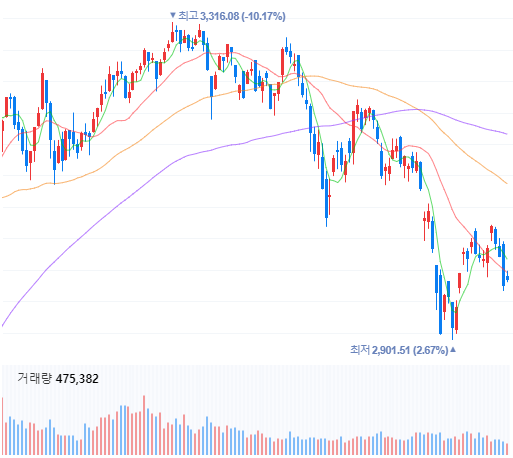 ▼최고 3,316.08 (-10.17%)
최저 2,901.51 (2.67%)▲
거래량 475,382